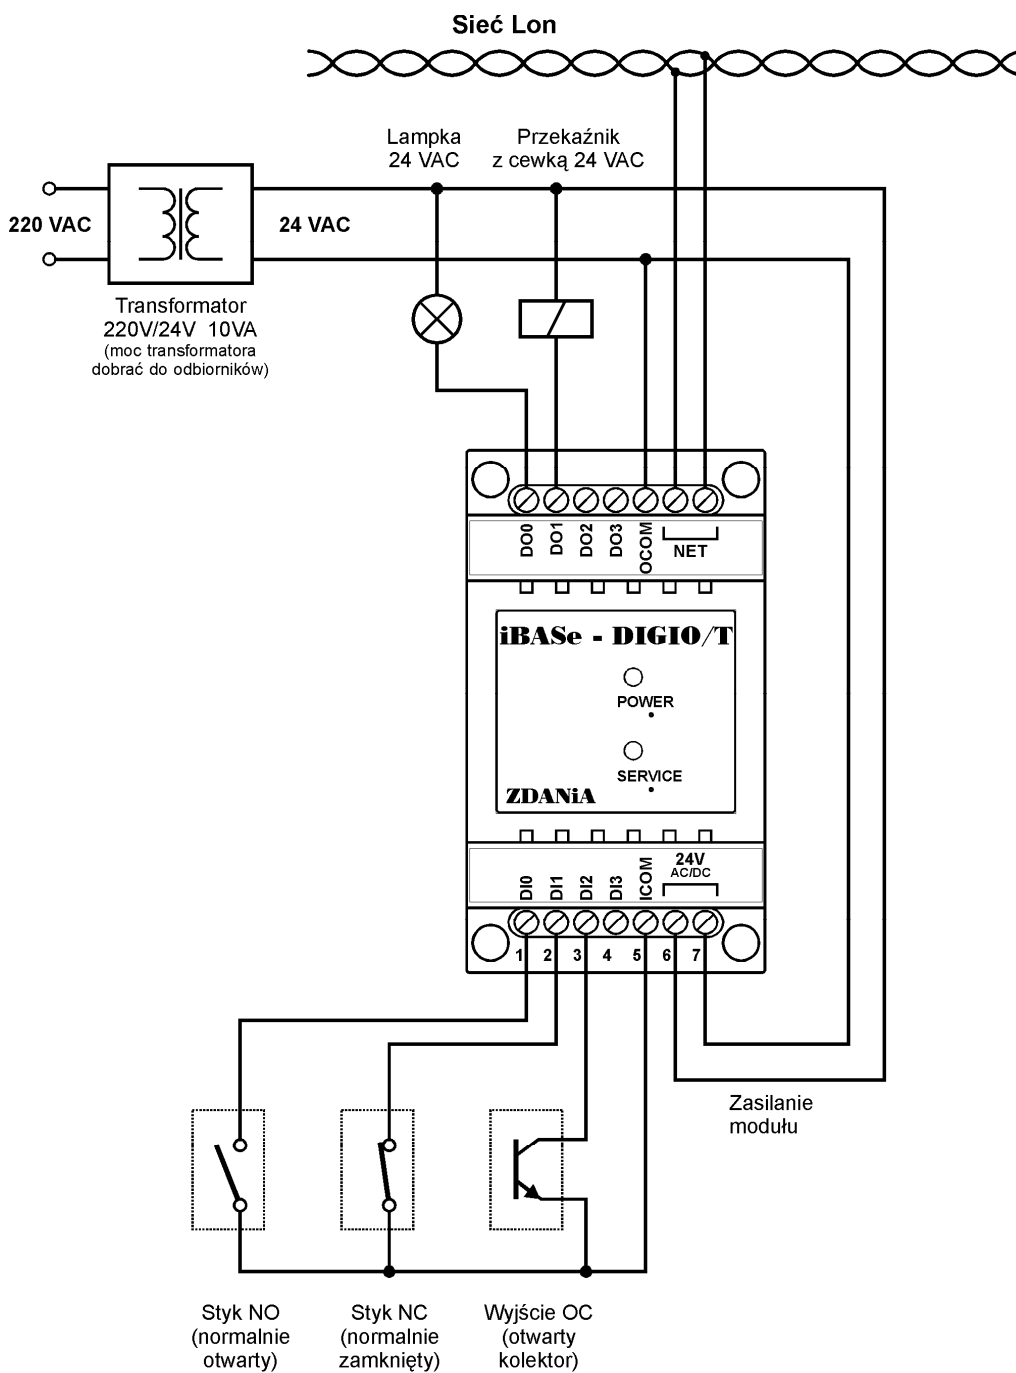 Sieć Lon
Lampka
24 VAC
Przekaźnik
z cewką 24 VAC
220 VAC
24 VAC
Transformator
220V/24V 10VA
(moc transformatora
dobrać do odbiorników)
DO0
DO1
DO2
DO3
OCOM
NET
iBASe - DIGIO/T
POWER
SERVICE
ZDANiA
DI0
DI1
DI2
DI3
ICOM
24V
AC/DC
1 2 3 4 5 6 7
Zasilanie
modułu
Styk NO
(normalnie
otwarty)
Styk NC
(normalnie
zamknięty)
Wyjście OC
(otwarty
kolektor)